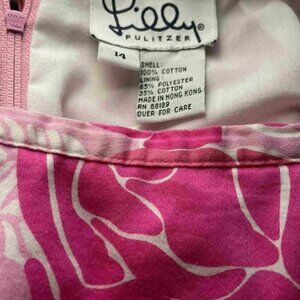 Lilly
PULITZER
14
SHELL:
100% COTTON
LINING
65% POLYESTER
35% COTTON
MADE IN HONG KONG
RN 66189
OVER FOR CARE